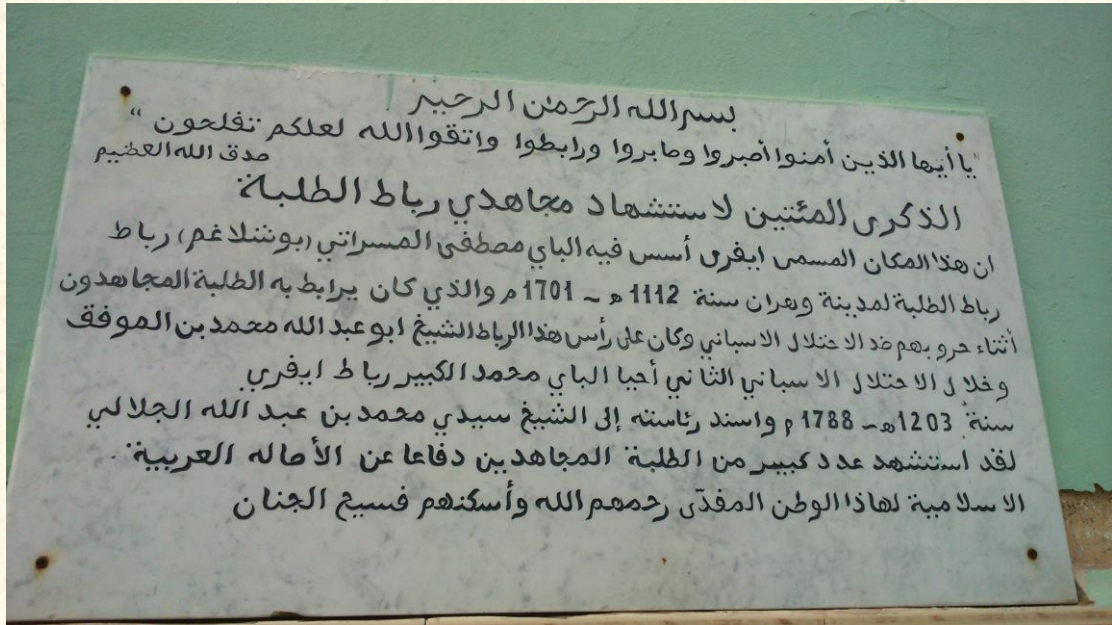 بسم الله الرحمن الرحيم
"يا أيها الذين أمنوا أصبروا وصابروا ورابطوا واتقوا الله لعلكم تفلحون"
صدق الله العظيم
الذكرى المئتين لاستشهاد مجاهدي رباط الطلبة
ان هذا المكان المسمى ايفري أسس فيه الباي مصطفى المسراتي (بوشلاغم) رباط
رباط الطلبة لمدينة وهران سنة 1112 ه ~ 1701 م والذي كان يرابط به الطلبة المجاهدون
أثناء حروبهم ضد الاحتلال الاسباني وكان على رأس هذا الرباط الشيخ ابو عبد الله محمد بن الموفق
وخلال الاحتلال الاسباني الثاني أحيا الباي محمد الكبير رباط ايفري
سنة 1203 ه ~ 1788 م واسند رئاسته إلى الشيخ سيدي محمد بن عبد الله الجلالي
لقد استشهد عدد كبير من الطلبة المجاهدين دفاعا عن الأصاله العربية
الاسلامية لهاذا الوطن المفدّى رحمهم الله وأسكنهم فسيح الجنان